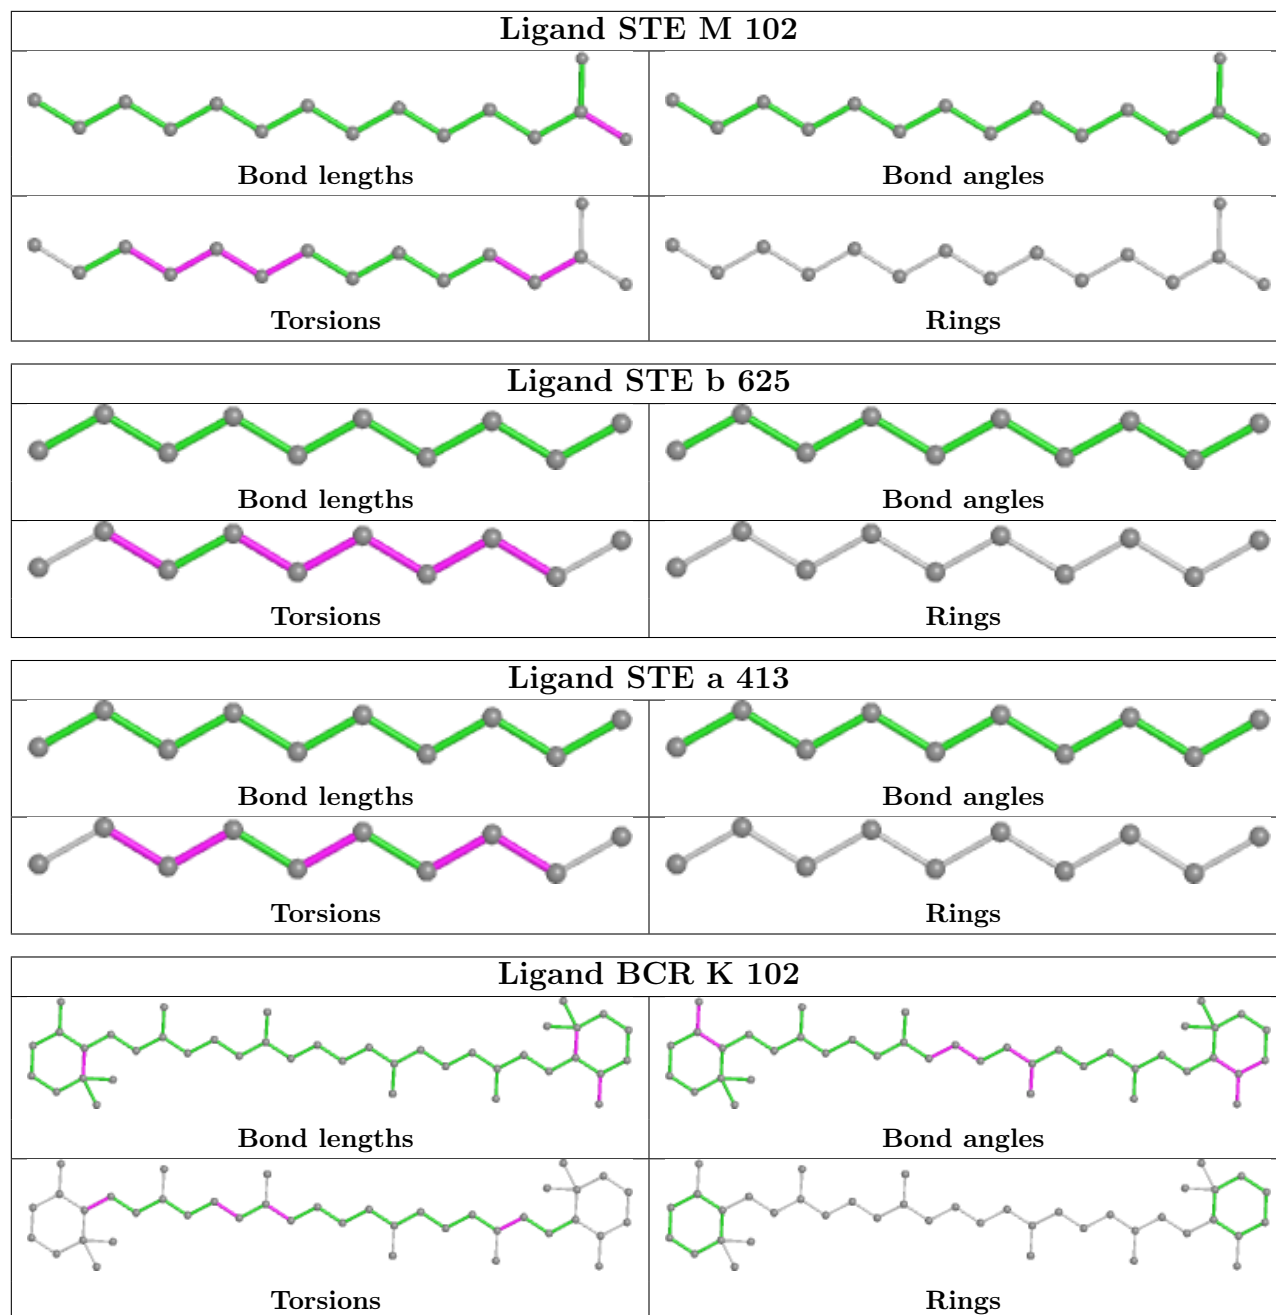 Ligand STE M 102
Bond lengths
Bond angles
Torsions
Rings
Ligand STE b 625
Bond lengths
Bond angles
Torsions
Rings
Ligand STE a 413
Bond lengths
Bond angles
Torsions
Rings
Ligand BCR K 102
Bond lengths
Bond angles
Torsions
Rings